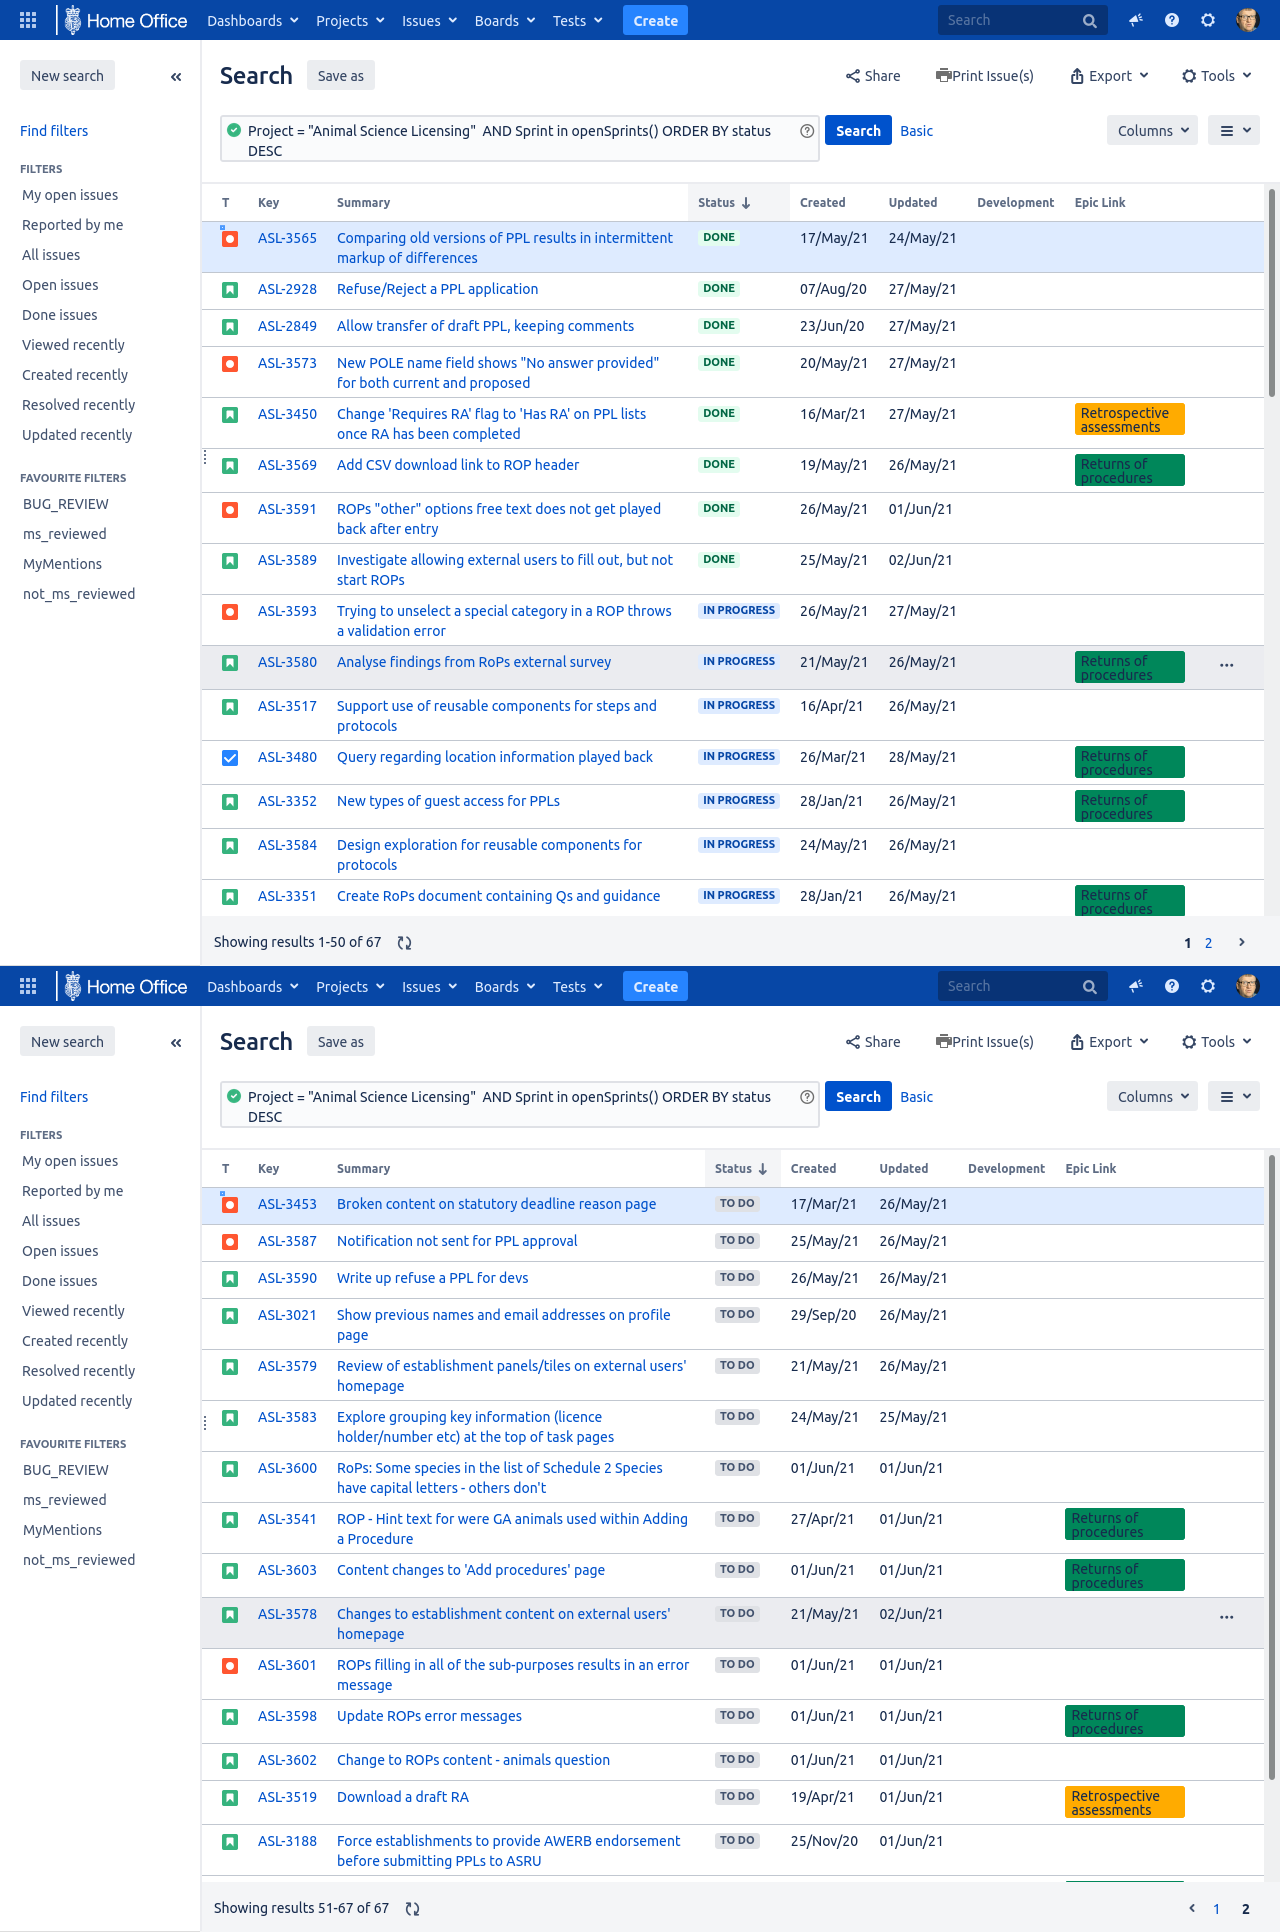 Home Office Dashboards Projects Issues Boards Tests Create Search
New search
Search Save as Share Print Issue(s) Export Tools
Find filters
Project = "Animal Science Licensing" AND Sprint in openSprints() ORDER BY status
DESC
Search Basic Columns
FILTERS
My open issues
Reported by me
All issues
Open issues
Done issues
Viewed recently
Created recently
Resolved recently
Updated recently
FAVOURITE FILTERS
BUG_REVIEW
ms_reviewed
MyMentions
not_ms_reviewed
T Key Summary Status Created Updated Development Epic Link
ASL-3565 Comparing old versions of PPL results in intermittent DONE 17/May/21 24/May/21
markup of differences
ASL-2928 Refuse/Reject a PPL application DONE 07/Aug/20 27/May/21
ASL-2849 Allow transfer of draft PPL, keeping comments DONE 23/Jun/20 27/May/21
ASL-3573 New POLE name field shows "No answer provided" DONE 20/May/21 27/May/21
for both current and proposed
ASL-3450 Change 'Requires RA' flag to 'Has RA' on PPL lists DONE 16/Mar/21 27/May/21 Retrospective
once RA has been completed assessments
ASL-3569 Add CSV download link to ROP header DONE 19/May/21 26/May/21 Returns of
procedures
ASL-3591 ROPs "other" options free text does not get played DONE 26/May/21 01/Jun/21
back after entry
ASL-3589 Investigate allowing external users to fill out, but not DONE 25/May/21 02/Jun/21
start ROPs
ASL-3593 Trying to unselect a special category in a ROP throws IN PROGRESS 26/May/21 27/May/21
a validation error
ASL-3580 Analyse findings from RoPs external survey IN PROGRESS 21/May/21 26/May/21 Returns of
procedures
ASL-3517 Support use of reusable components for steps and IN PROGRESS 16/Apr/21 26/May/21
protocols
ASL-3480 Query regarding location information played back IN PROGRESS 26/Mar/21 28/May/21 Returns of
procedures
ASL-3352 New types of guest access for PPLs IN PROGRESS 28/Jan/21 26/May/21 Returns of
procedures
ASL-3584 Design exploration for reusable components for IN PROGRESS 24/May/21 26/May/21
protocols
ASL-3351 Create RoPs document containing Qs and guidance IN PROGRESS 28/Jan/21 26/May/21 Returns of
procedures
Showing results 1-50 of 67 1 2
Home Office Dashboards Projects Issues Boards Tests Create Search
New search
Search Save as Share Print Issue(s) Export Tools
Find filters
Project = "Animal Science Licensing" AND Sprint in openSprints() ORDER BY status
DESC
Search Basic Columns
FILTERS
My open issues
Reported by me
All issues
Open issues
Done issues
Viewed recently
Created recently
Resolved recently
Updated recently
FAVOURITE FILTERS
BUG_REVIEW
ms_reviewed
MyMentions
not_ms_reviewed
T Key Summary Status Created Updated Development Epic Link
ASL-3453 Broken content on statutory deadline reason page TO DO 17/Mar/21 26/May/21
ASL-3587 Notification not sent for PPL approval TO DO 25/May/21 26/May/21
ASL-3590 Write up refuse a PPL for devs TO DO 26/May/21 26/May/21
ASL-3021 Show previous names and email addresses on profile TO DO 29/Sep/20 26/May/21
page
ASL-3579 Review of establishment panels/tiles on external users' TO DO 21/May/21 26/May/21
homepage
ASL-3583 Explore grouping key information (licence TO DO 24/May/21 25/May/21
holder/number etc) at the top of task pages
ASL-3600 RoPs: Some species in the list of Schedule 2 Species TO DO 01/Jun/21 01/Jun/21
have capital letters - others don't
ASL-3541 ROP - Hint text for were GA animals used within Adding TO DO 27/Apr/21 01/Jun/21 Returns of
a Procedure procedures
ASL-3603 Content changes to 'Add procedures' page TO DO 01/Jun/21 01/Jun/21 Returns of
procedures
ASL-3578 Changes to establishment content on external users' TO DO 21/May/21 02/Jun/21
homepage
ASL-3601 ROPs filling in all of the sub-purposes results in an error TO DO 01/Jun/21 01/Jun/21
message
ASL-3598 Update ROPs error messages TO DO 01/Jun/21 01/Jun/21 Returns of
procedures
ASL-3602 Change to ROPs content - animals question TO DO 01/Jun/21 01/Jun/21
ASL-3519 Download a draft RA TO DO 19/Apr/21 01/Jun/21 Retrospective
assessments
ASL-3188 Force establishments to provide AWERB endorsement TO DO 25/Nov/20 01/Jun/21
before submitting PPLs to ASRU
Showing results 51-67 of 67 1 2